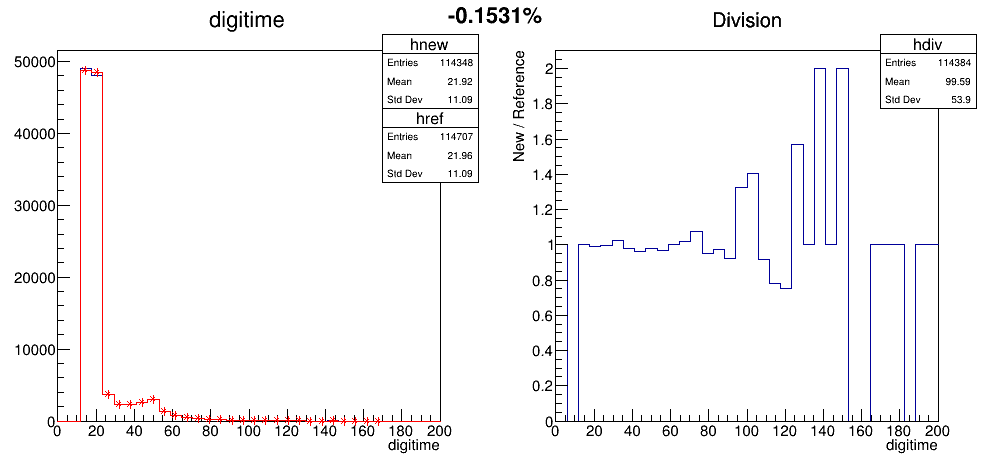 -0.1531%
digitime
hnew
Entries 114348
Mean 21.92
Std Dev 11.09
href
Entries 114707
Mean 21.96
Std Dev 11.09
50000
40000
30000
20000
10000
0
0 20 40 60 80 100 120 140 160 180 200
digitime
Division
hdiv
Entries 114384
Mean 99.59
Std Dev 53.9
New / Reference
2
1.8
1.6
1.4
1.2
1
0.8
0.6
0.4
0.2
0
0 20 40 60 80 100 120 140 160 180 200
digitime